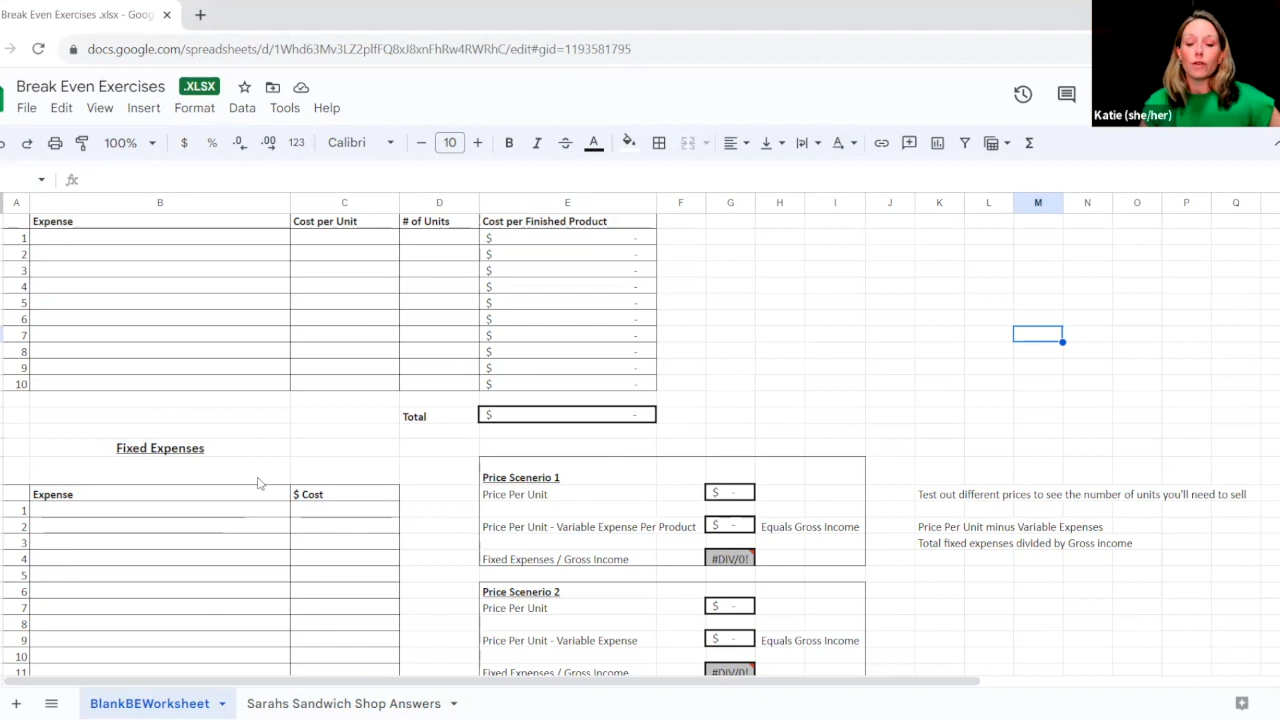 Break Even Exercises .xlsx - Goog
docs.google.com/spreadsheets/d/1Whd63Mv3LZ2plfFQ8xJ8xnFhRw4RWRhC/edit#gid=1193581795
Break Even Exercises .XLSX
File Edit View Insert Format Data Tools Help
Katie (she/her)
100% $ % .0 .00 123 Calibri 10 B I A
fx
A B C D E F G H I J K L M N O P Q
Expense Cost per Unit # of Units Cost per Finished Product
1 $ -
2 $ -
3 $ -
4 $ -
5 $ -
6 $ -
7 $ -
8 $ -
9 $ -
10 $ -
Total $ -
Fixed Expenses
Price Scenerio 1
Expense $ Cost Price Per Unit $ - Test out different prices to see the number of units you'll need to sell
1
2 Price Per Unit - Variable Expense Per Product $ - Equals Gross Income Price Per Unit minus Variable Expenses
3 Total fixed expenses divided by Gross income
4 Fixed Expenses / Gross Income #DIV/0!
5
6 Price Scenerio 2
7 Price Per Unit $ -
8
9 Price Per Unit - Variable Expense $ - Equals Gross Income
10
11 Fixed Expenses / Gross Income #DIV/0!
BlankBEWorksheet Sarahs Sandwich Shop Answers